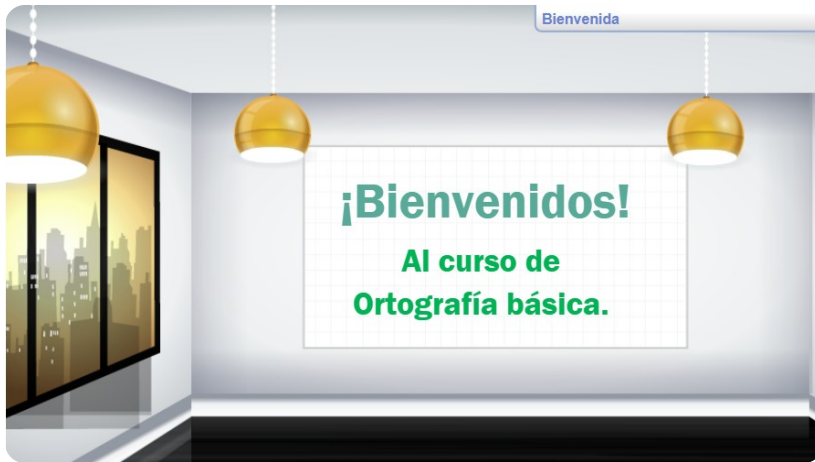 Bienvenida
¡Bienvenidos!
Al curso de
Ortografía básica.